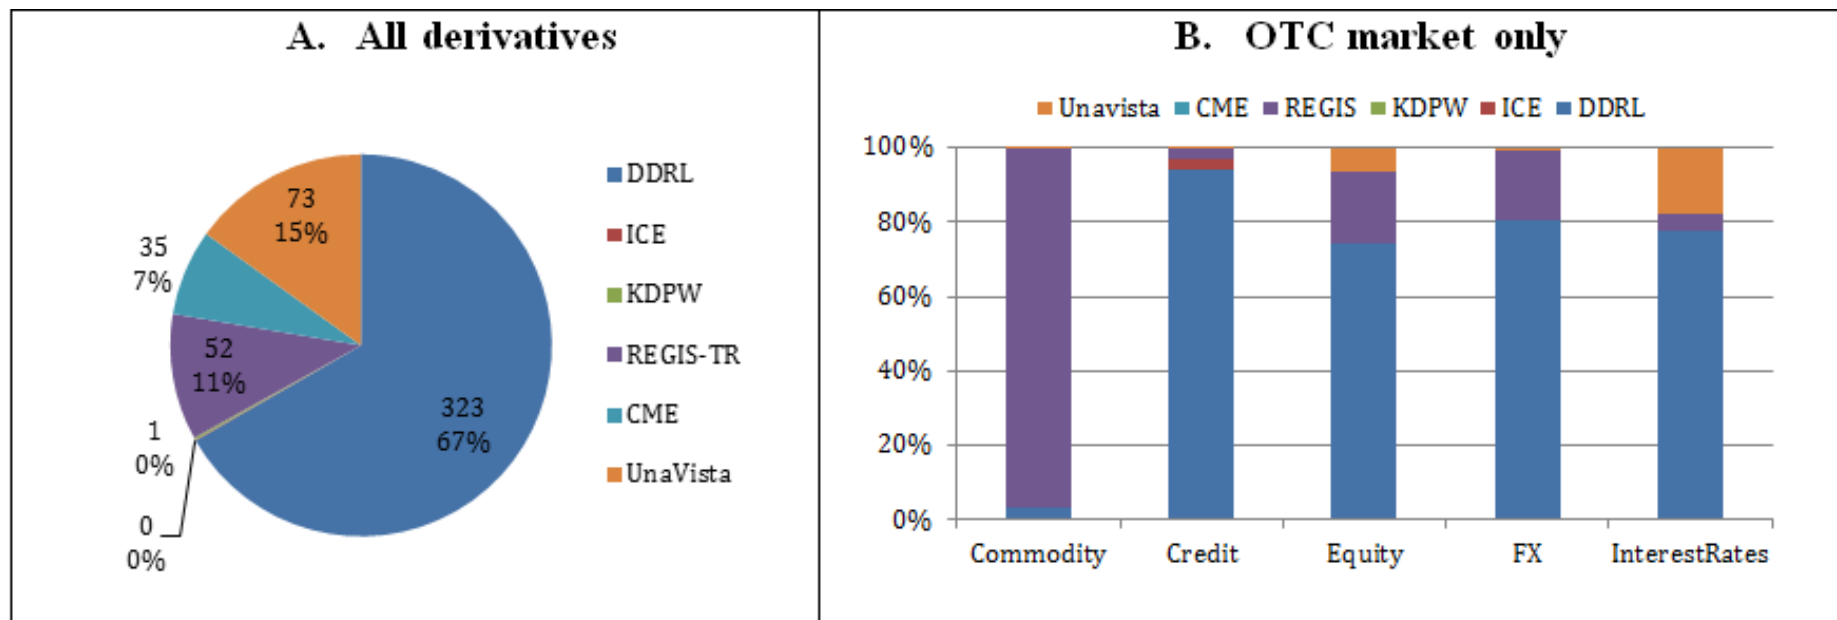 A. All derivatives
73
15%
35
7%
52
11%
1
0%
0
0%
323
67%
DDRL
ICE
KDPW
REGIS-TR
CME
UnaVista
B. OTC market only
Unavista CME REGIS KDPW ICE DDRL
100%
80%
60%
40%
20%
0%
Commodity Credit Equity FX InterestRates